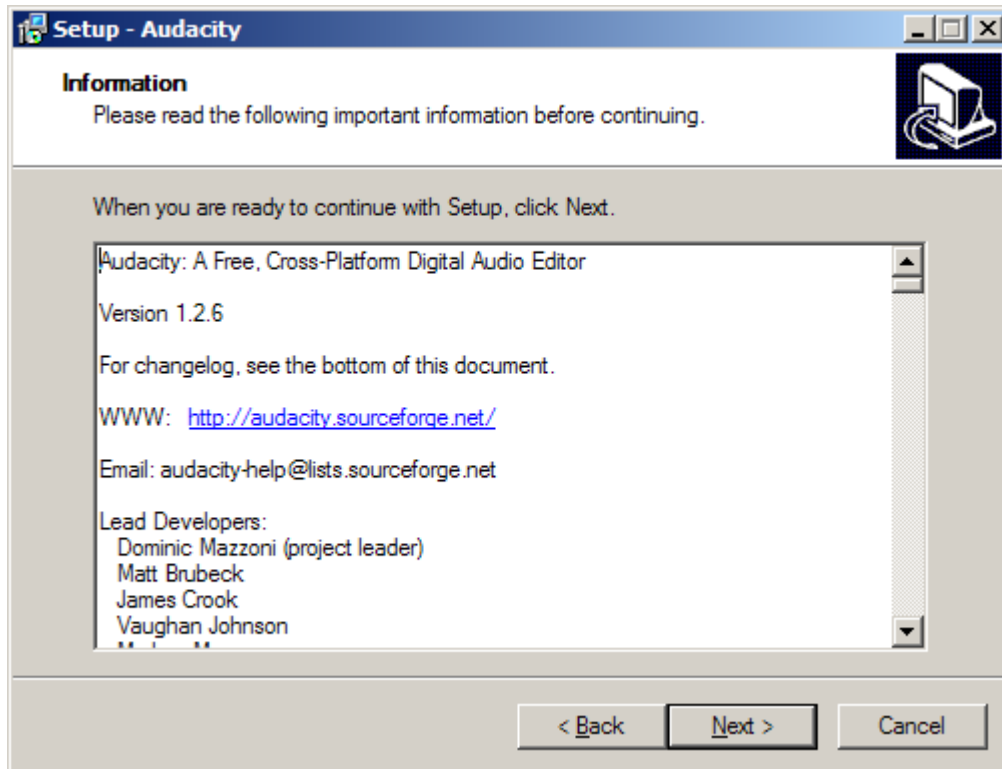 Setup - Audacity
Information
Please read the following important information before continuing.
When you are ready to continue with Setup, click Next.
Audacity: A Free, Cross-Platform Digital Audio Editor
Version 1.2.6
For changelog, see the bottom of this document.
WWW: http://audacity.sourceforge.net/
Email: audacity-help@lists.sourceforge.net
Lead Developers:
Dominic Mazzoni (project leader)
Matt Brubeck
James Crook
Vaughan Johnson
< Back
Next >
Cancel